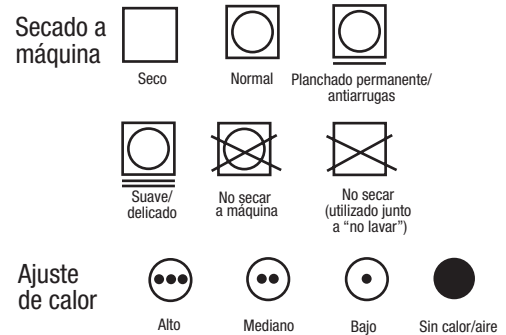 Secado a
máquina
Seco
Normal
Planchado permanente/
antiarrugas
Suave/
delicado
No secar
a máquina
No secar
(utilizado junto
a “no lavar”)
Ajuste
de calor
Alto
Mediano
Bajo
Sin calor/aire